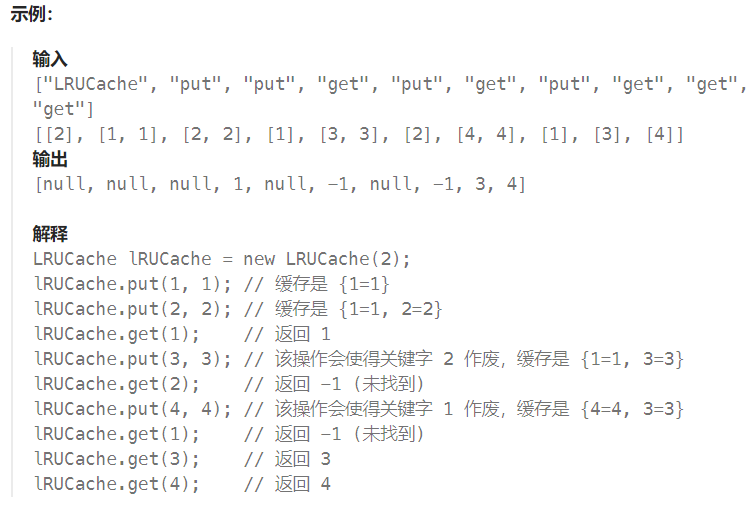 示例：
输入
["LRUCache", "put", "put", "get", "put", "get", "put", "get", "get",
"get"]
[[2], [1, 1], [2, 2], [1], [3, 3], [2], [4, 4], [1], [3], [4]]
输出
[null, null, null, 1, null, -1, null, -1, 3, 4]
解释
LRUCache lRUCache = new LRUCache(2);
lRUCache.put(1, 1); // 缓存是 {1=1}
lRUCache.put(2, 2); // 缓存是 {1=1, 2=2}
lRUCache.get(1);    // 返回 1
lRUCache.put(3, 3); // 该操作会使得关键字 2 作废，缓存是 {1=1, 3=3}
lRUCache.get(2);    // 返回 -1 (未找到)
lRUCache.put(4, 4); // 该操作会使得关键字 1 作废，缓存是 {4=4, 3=3}
lRUCache.get(1);    // 返回 -1 (未找到)
lRUCache.get(3);    // 返回 3
lRUCache.get(4);    // 返回 4